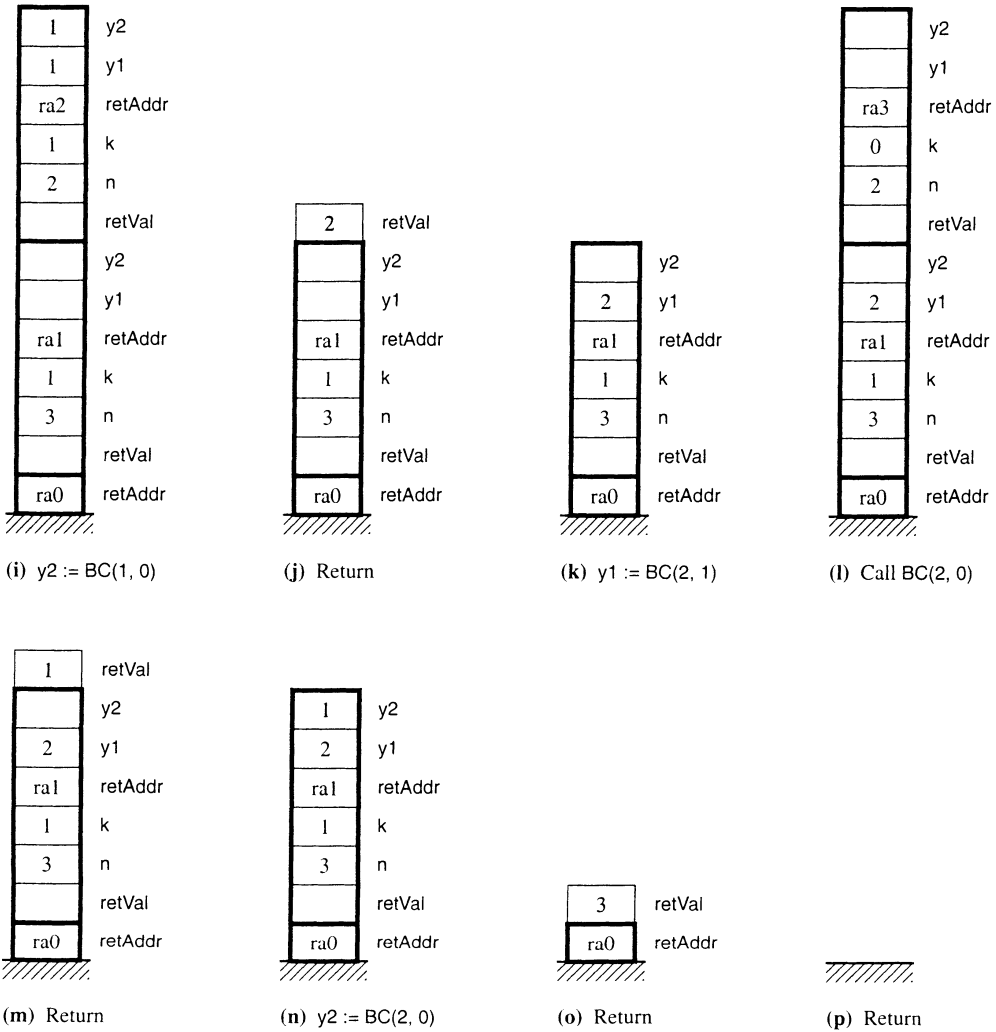 1 y2
1 y1
ra2 retAddr
1 k
2 n
retVal
y2
y1
ra1 retAddr
1 k
3 n
retVal
ra0 retAddr
(i) y2 := BC(1, 0)
2 retVal
y2
y1
ra1 retAddr
1 k
3 n
retVal
ra0 retAddr
(j) Return
y2
2 y1
ra1 retAddr
1 k
3 n
retVal
ra0 retAddr
(k) y1 := BC(2, 1)
y2
y1
ra3 retAddr
0 k
2 n
retVal
y2
2 y1
ra1 retAddr
1 k
3 n
retVal
ra0 retAddr
(l) Call BC(2, 0)
1 retVal
y2
2 y1
ra1 retAddr
1 k
3 n
retVal
ra0 retAddr
(m) Return
1 y2
2 y1
ra1 retAddr
1 k
3 n
retVal
ra0 retAddr
(n) y2 := BC(2, 0)
3 retVal
ra0 retAddr
(o) Return
(p) Return